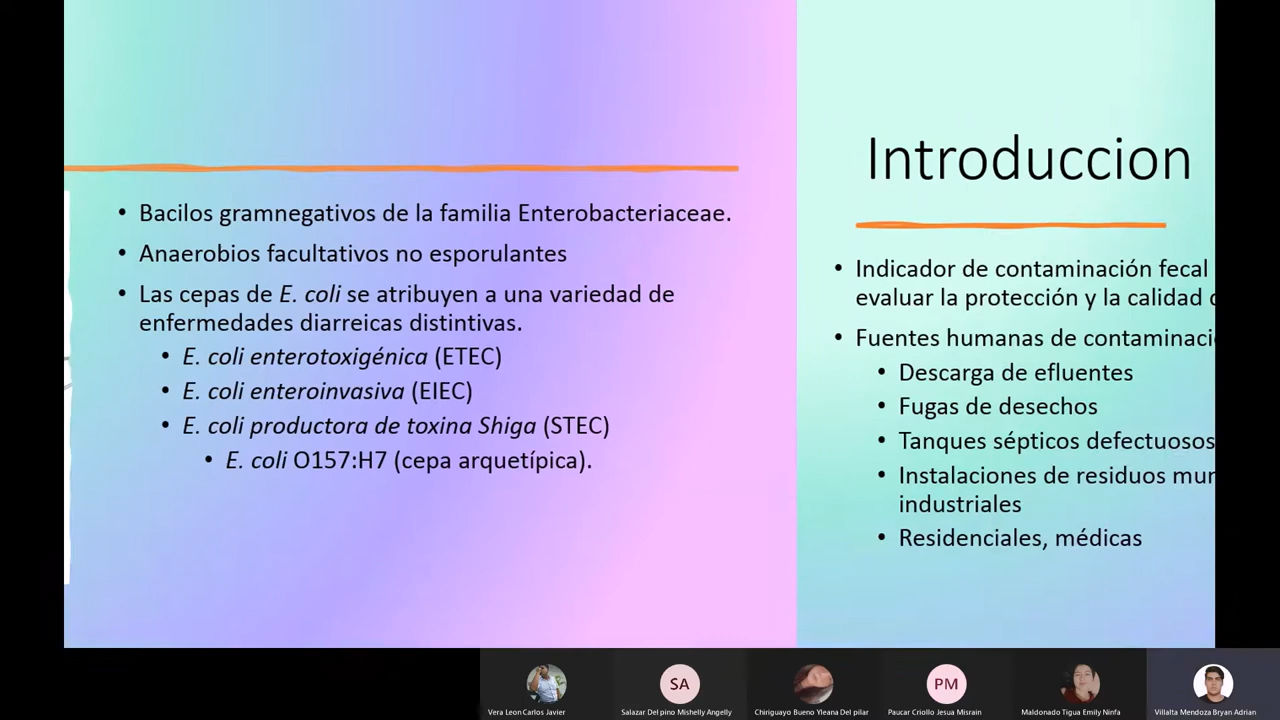 Bacilos gramnegativos de la familia Enterobacteriaceae.
Anaerobios facultativos no esporulantes
Las cepas de E. coli se atribuyen a una variedad de
enfermedades diarreicas distintivas.
E. coli enterotoxigénica (ETEC)
E. coli enteroinvasiva (EIEC)
E. coli productora de toxina Shiga (STEC)
E. coli O157:H7 (cepa arquetípica).
Introduccion
Indicador de contaminación fecal
evaluar la protección y la calidad
Fuentes humanas de
Descarga de efluentes
Fugas de desechos
Tanques sépticos defectuosos
Instalaciones de residuos
industriales
Residenciales, médicas
Vera Leon Carlos Javier
SA
Salazar Del pino Mishelly Angelly
Chiriguayo Bueno Yleana Del pilar
PM
Paucar Criollo Jesua Misrain
Maldonado Tigua Emily Ninfa
Villalta Mendoza Bryan Adrian